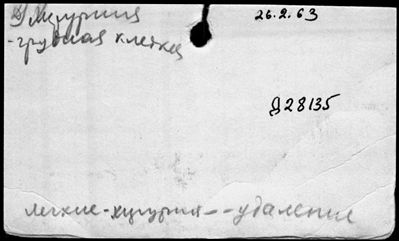 Хирургия
26.2.63
-грудная клетка
Д28135
легкие-хирургия--удаление